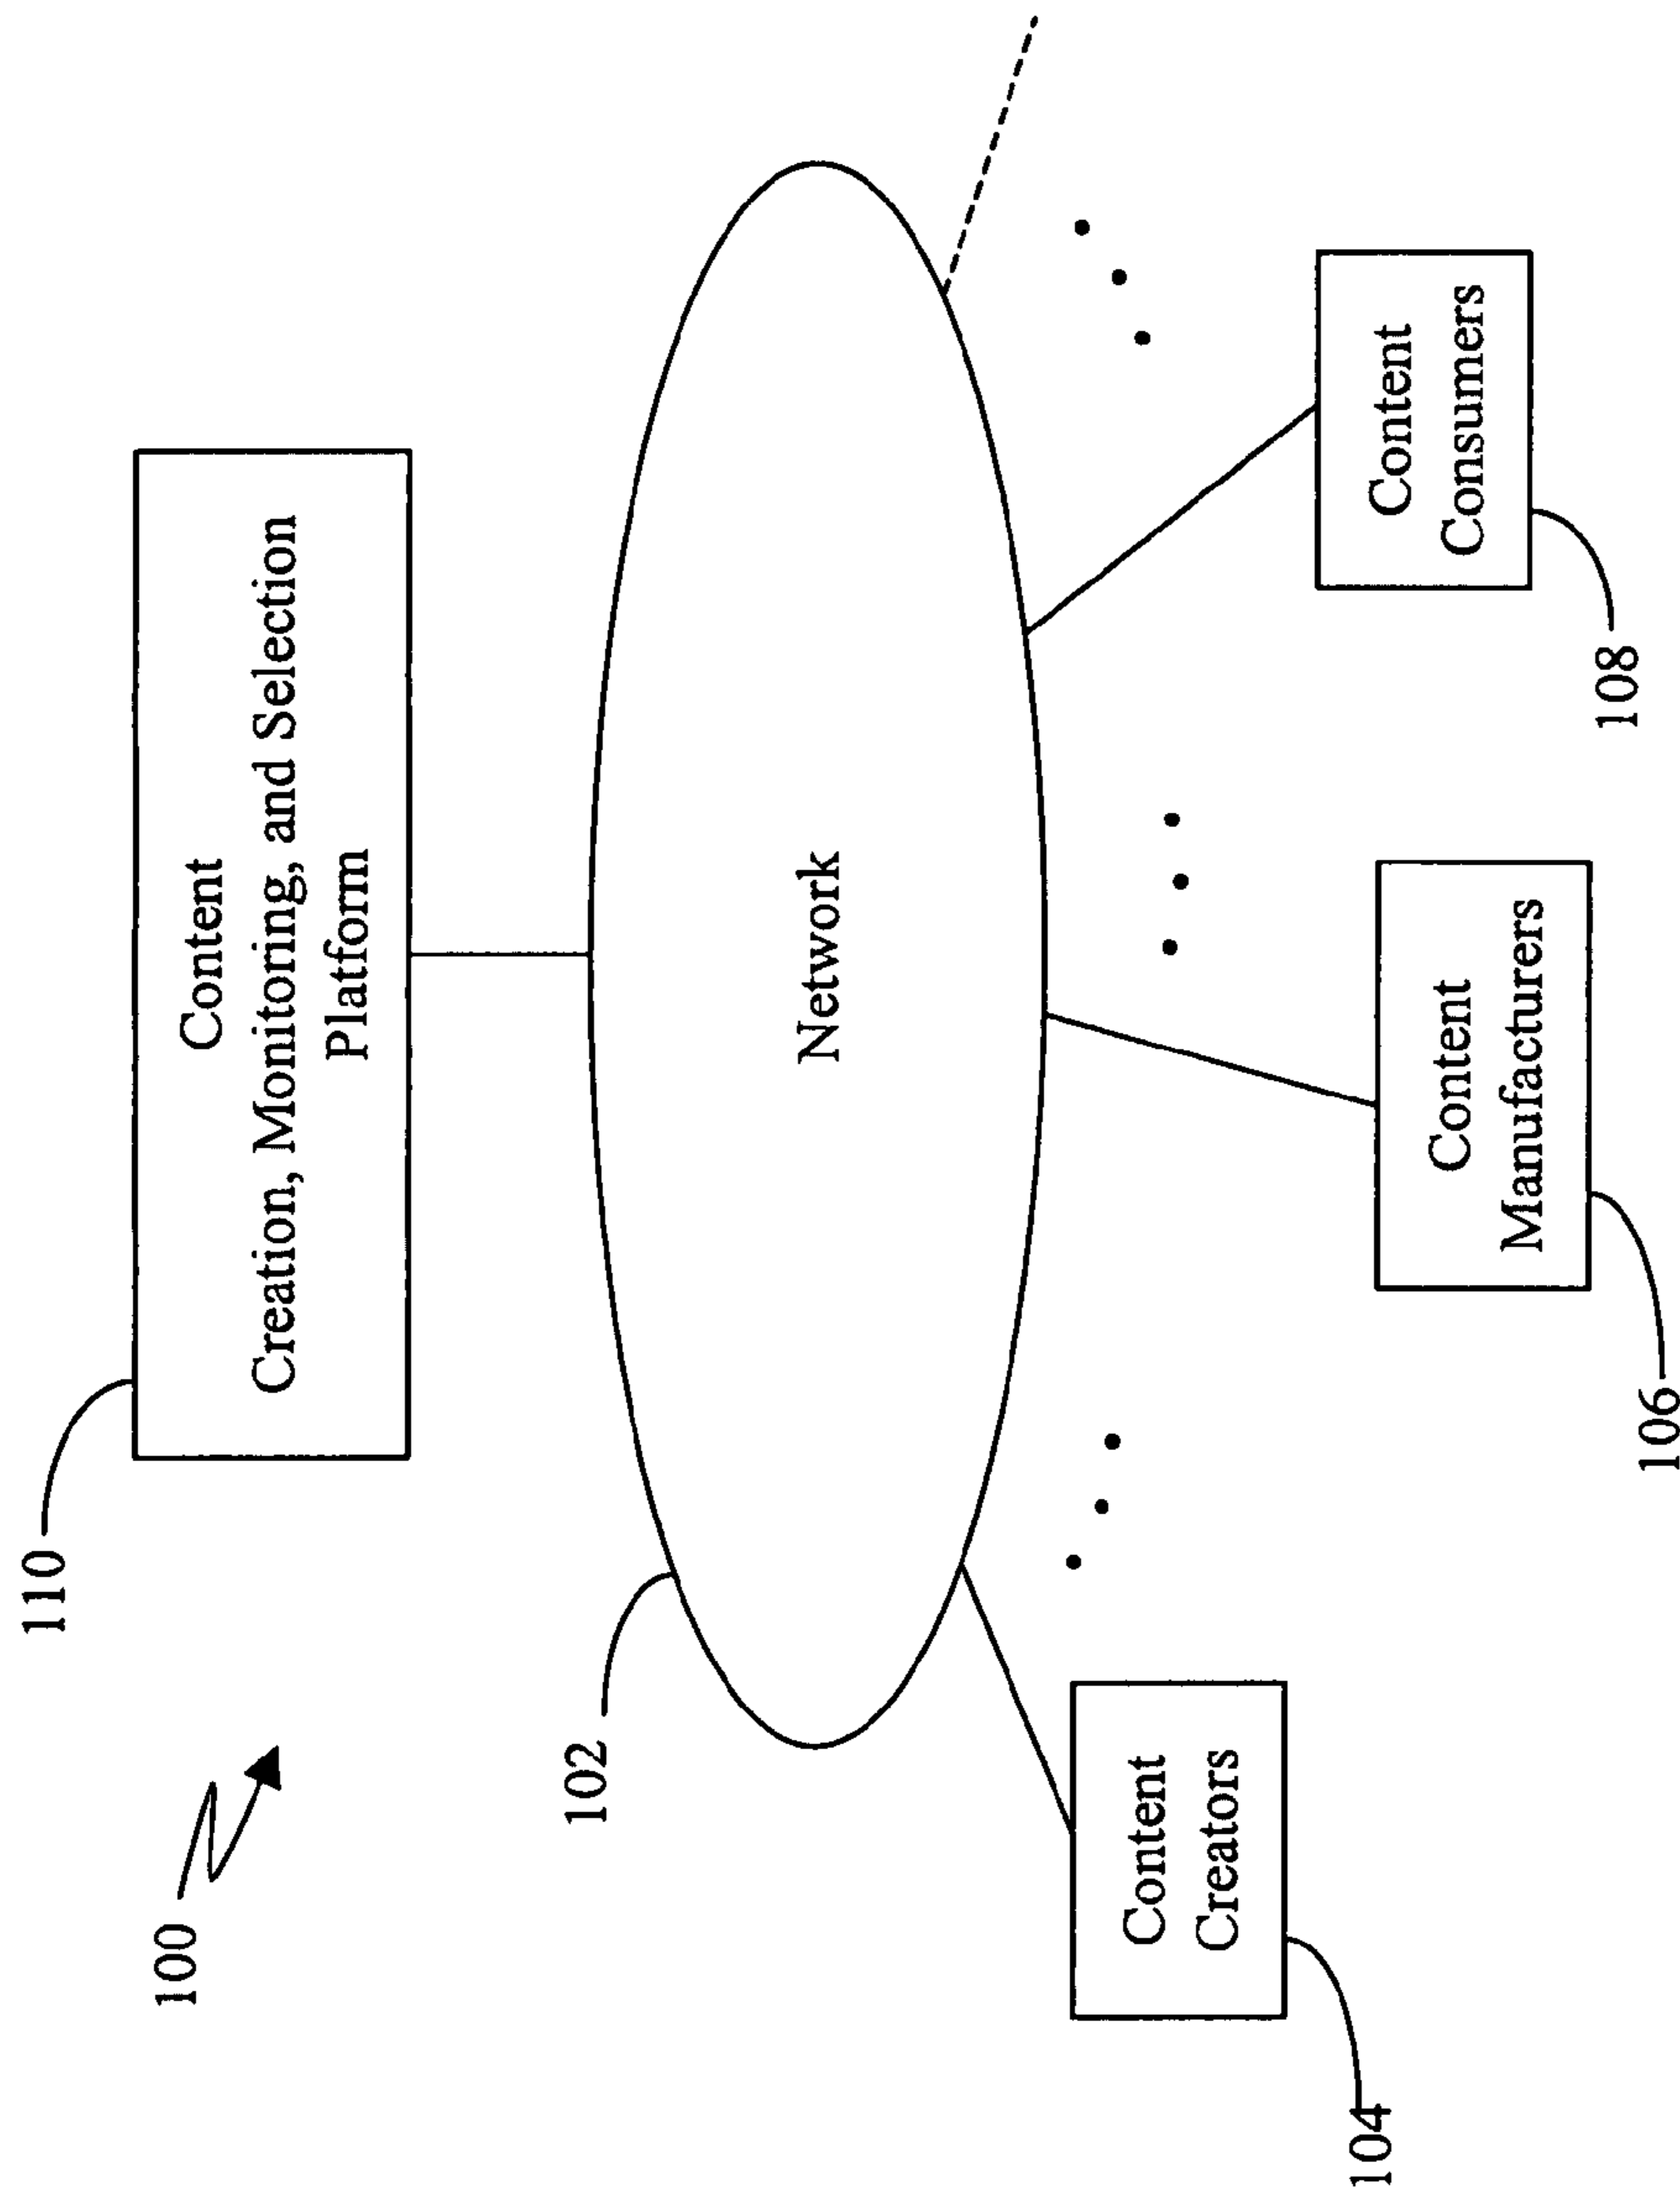 100
110
Content
Creation, Monitoring, and Selection
Platform
102
Network
Content
Creators
104
Content
Manufacturers
106
Content
Consumers
108